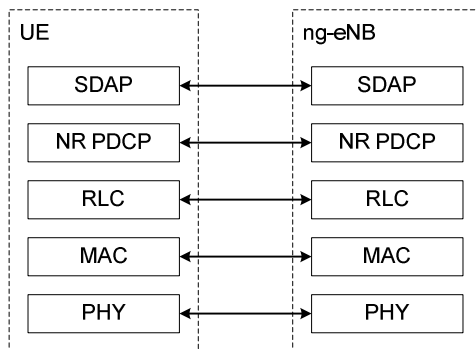 UE
ng-eNB
SDAP
SDAP
NR PDCP
NR PDCP
RLC
RLC
MAC
MAC
PHY
PHY